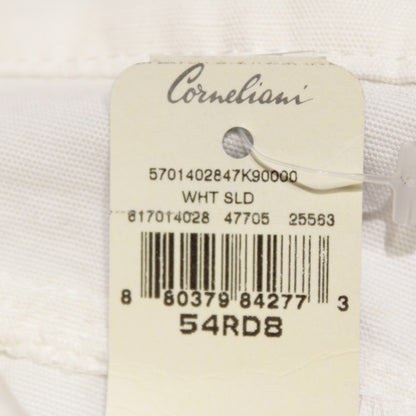 Corneliani
5701402847K90000
WHT SLD
617014028 47705 25563
8 80379 84277 3
54RD8